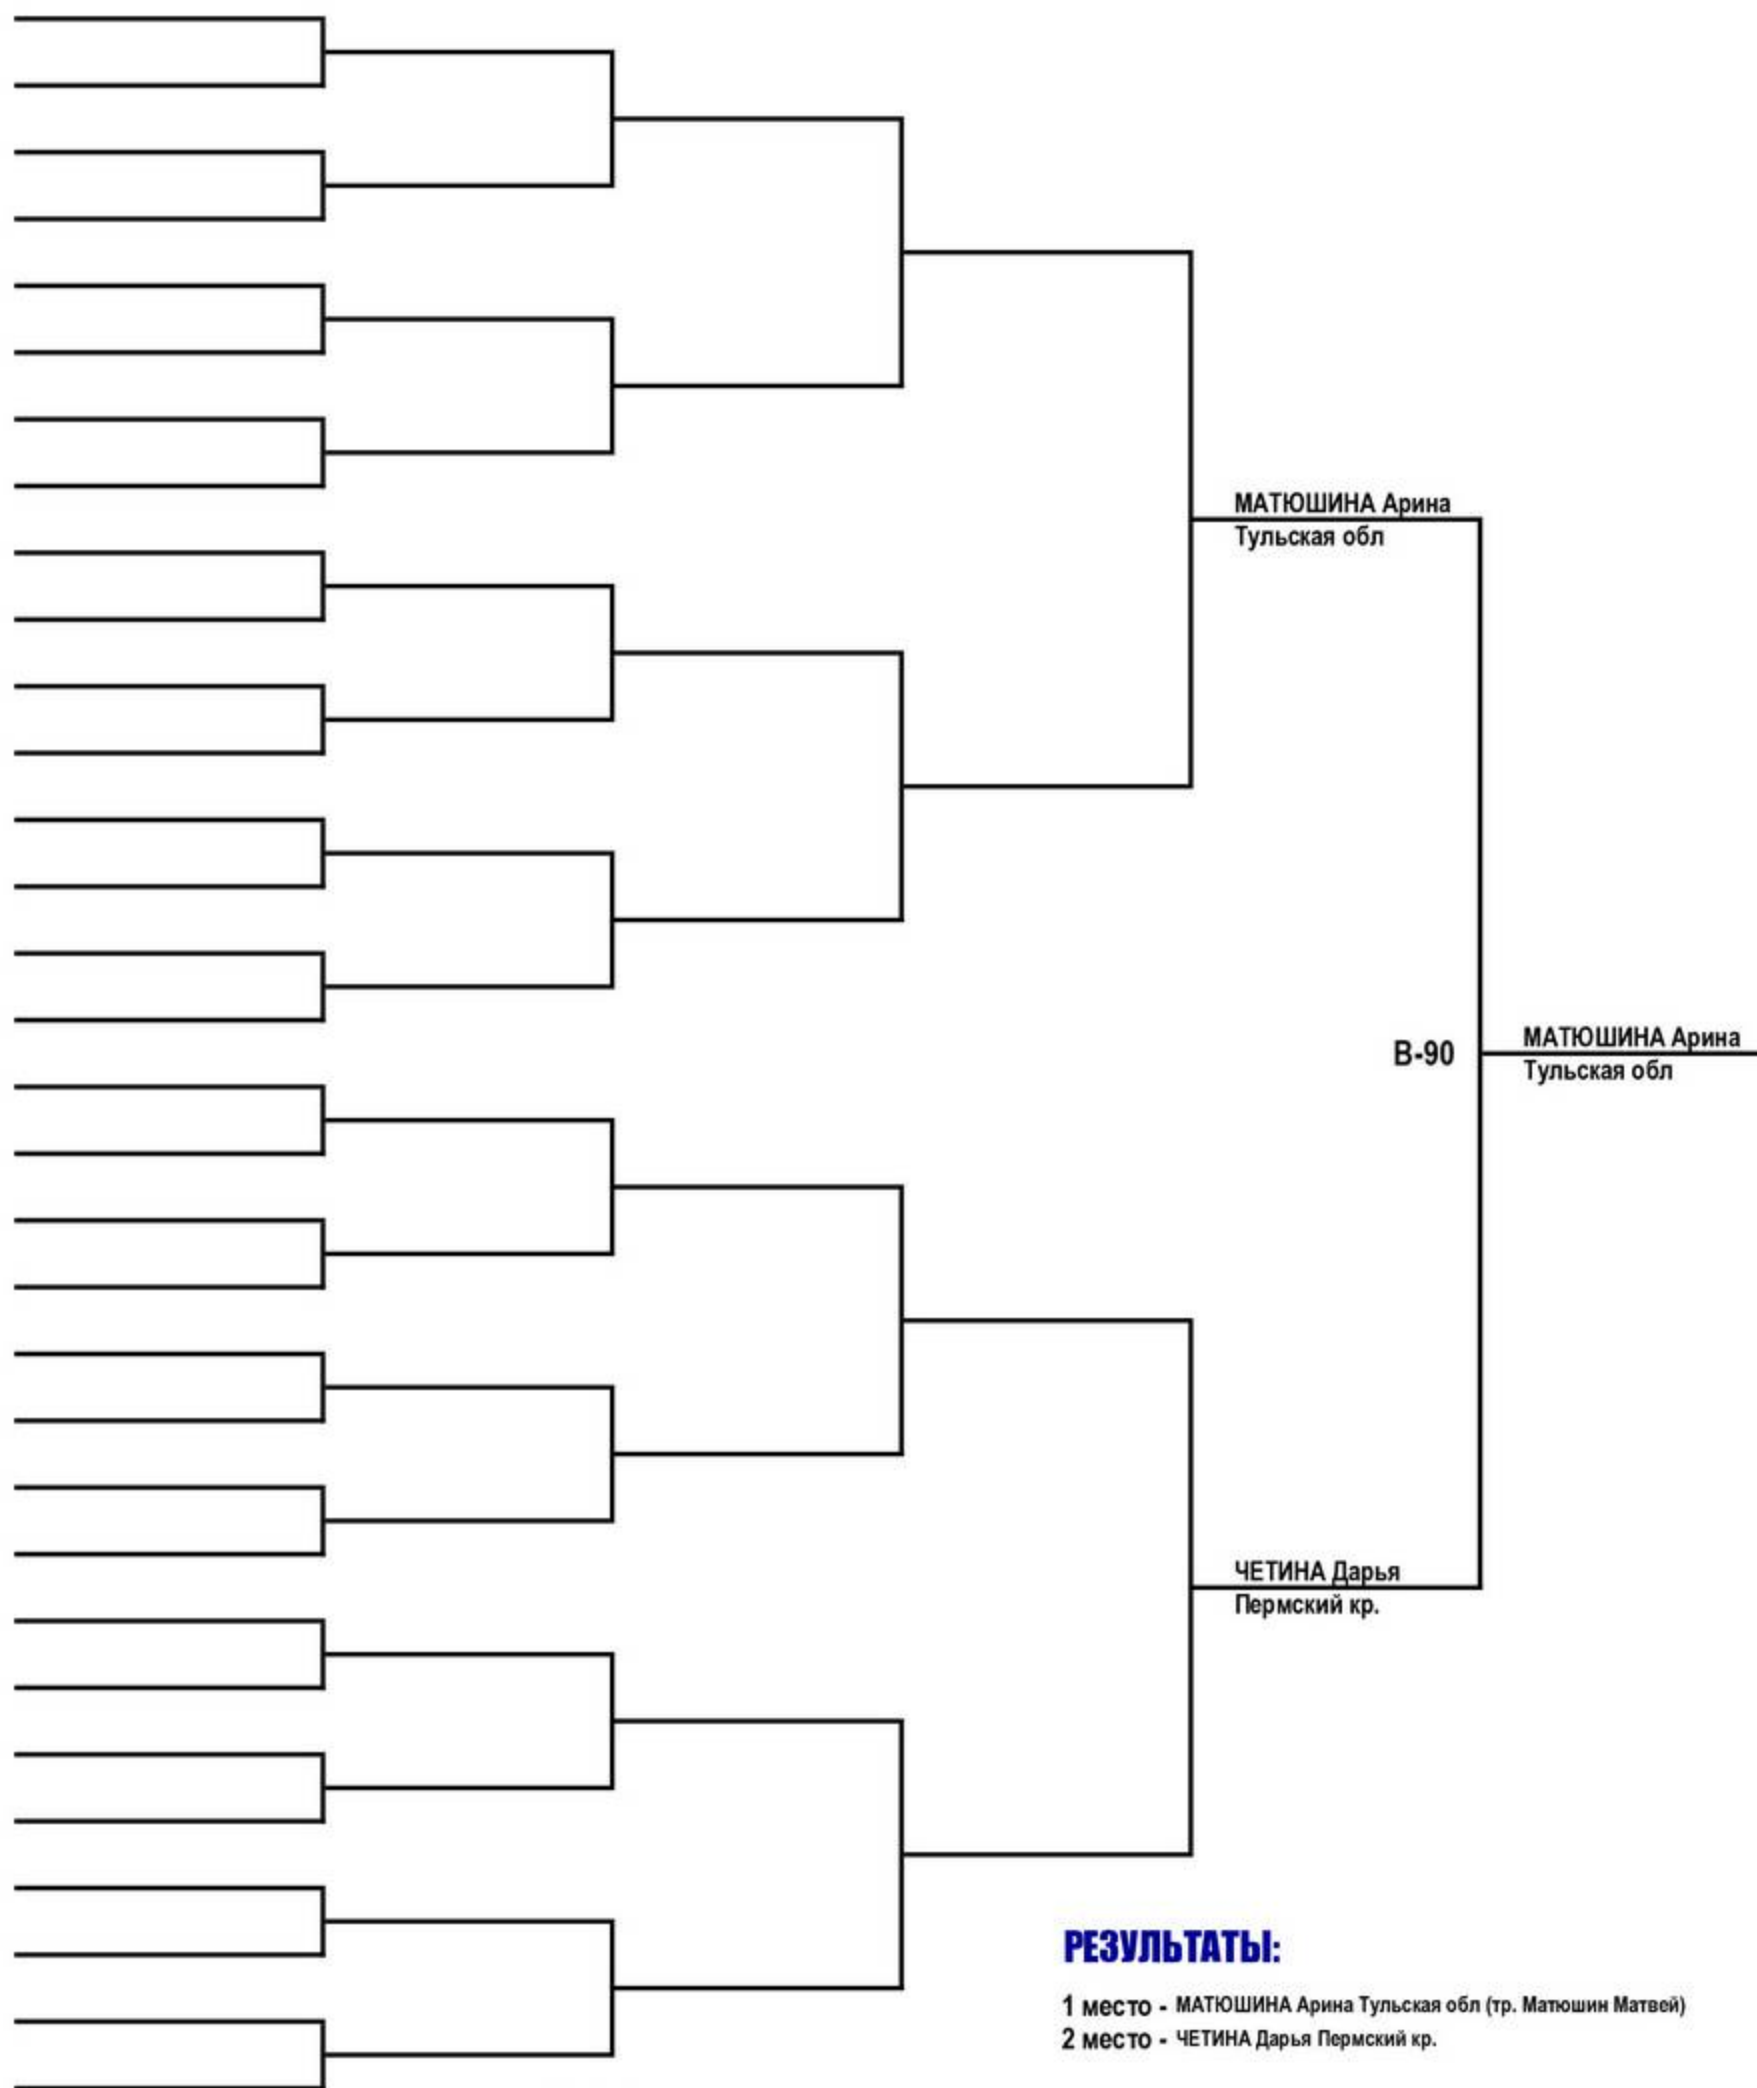 МАТЮШИНА Арина
Тульская обл
В-90
МАТЮШИНА Арина
Тульская обл
ЧЕТИНА Дарья
Пермский кр.
РЕЗУЛЬТАТЫ:
1 место - МАТЮШИНА Арина Тульская обл (тр. Матюшин Матвей)
2 место - ЧЕТИНА Дарья Пермский кр.